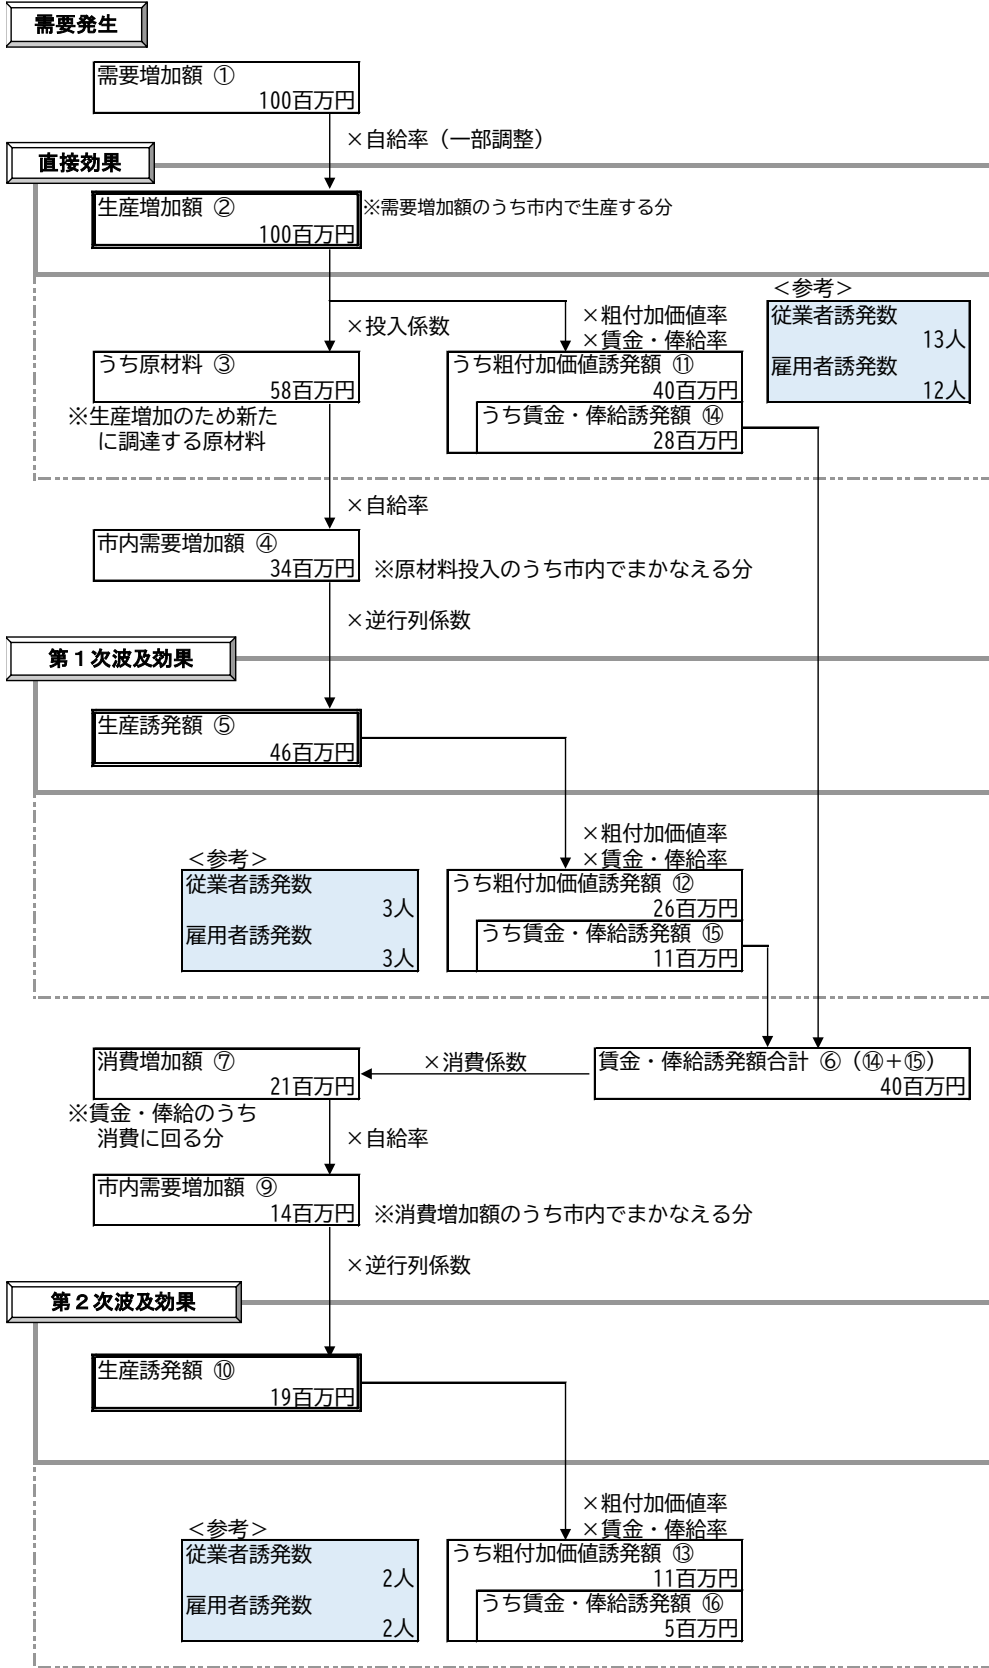 需要発生
需要増加額 ①
100百万円
×自給率（一部調整）
直接効果
生産増加額 ②
100百万円
※需要増加額のうち市内で生産する分
＜参考＞
×投入係数
×粗付加価値率
×賃金・俸給率
従業者誘発数
13人
雇用者誘発数
12人
うち原材料 ③
58百万円
※生産増加のため新た
に調達する原材料
うち粗付加価値誘発額 ⑪
40百万円
うち賃金・俸給誘発額 ⑭
28百万円
×自給率
市内需要増加額 ④
34百万円
※原材料投入のうち市内でまかなえる分
×逆行列係数
第１次波及効果
生産誘発額 ⑤
46百万円
×粗付加価値率
×賃金・俸給率
＜参考＞
従業者誘発数
3人
雇用者誘発数
3人
うち粗付加価値誘発額 ⑫
26百万円
うち賃金・俸給誘発額 ⑮
11百万円
消費増加額 ⑦
21百万円
×消費係数
賃金・俸給誘発額合計 ⑥（⑭＋⑮）
40百万円
※賃金・俸給のうち
消費に回る分
×自給率
市内需要増加額 ⑨
14百万円
※消費増加額のうち市内でまかなえる分
×逆行列係数
第２次波及効果
生産誘発額 ⑩
19百万円
×粗付加価値率
×賃金・俸給率
＜参考＞
従業者誘発数
2人
雇用者誘発数
2人
うち粗付加価値誘発額 ⑬
11百万円
うち賃金・俸給誘発額 ⑯
5百万円